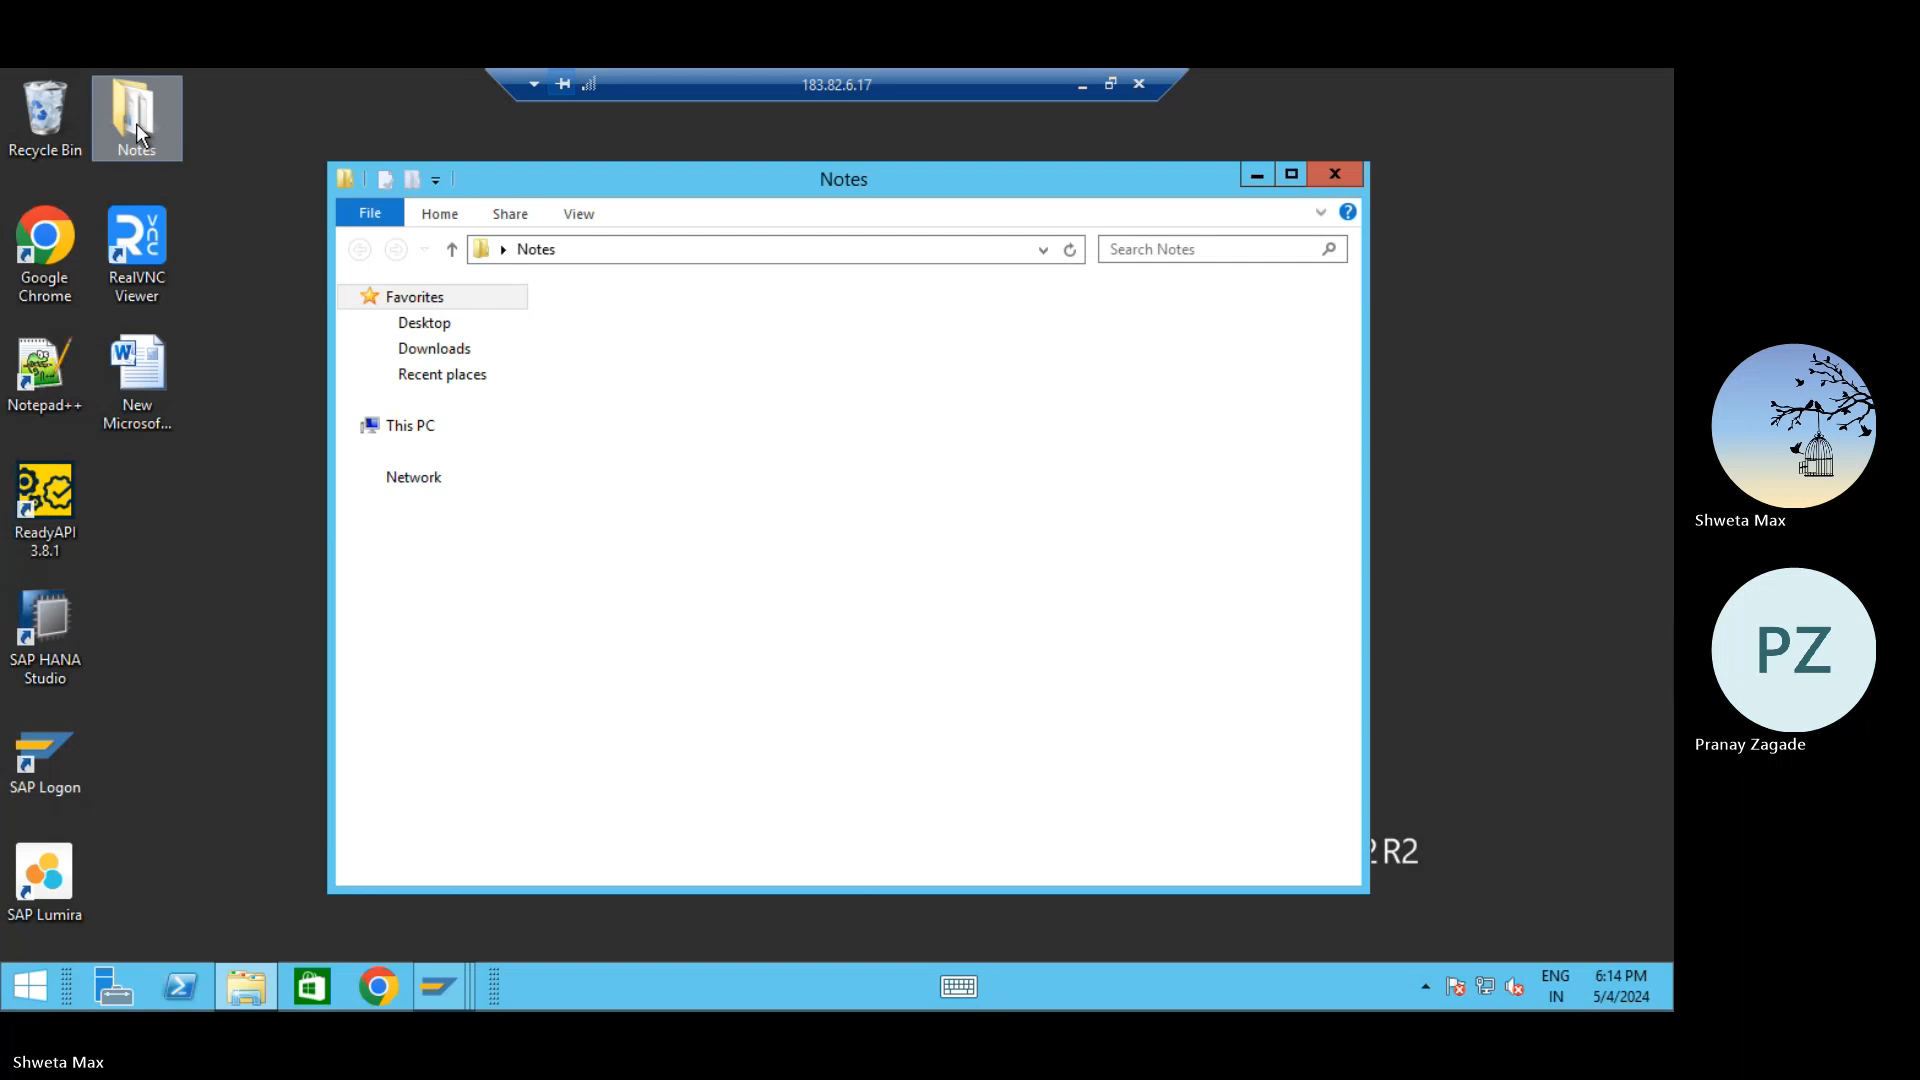 183.82.6.17
Recycle Bin
Notes
Google
Chrome
RealVNC
Viewer
Notepad++
New
Microsof...
ReadyAPI
3.8.1
SAP HANA
Studio
SAP Logon
SAP Lumira
Notes
File
Home
Share
View
Notes
Search Notes
Favorites
Desktop
Downloads
Recent places
This PC
Network
R2
ENG
IN
6:14 PM
5/4/2024
Shweta Max
PZ
Pranay Zagade
Shweta Max